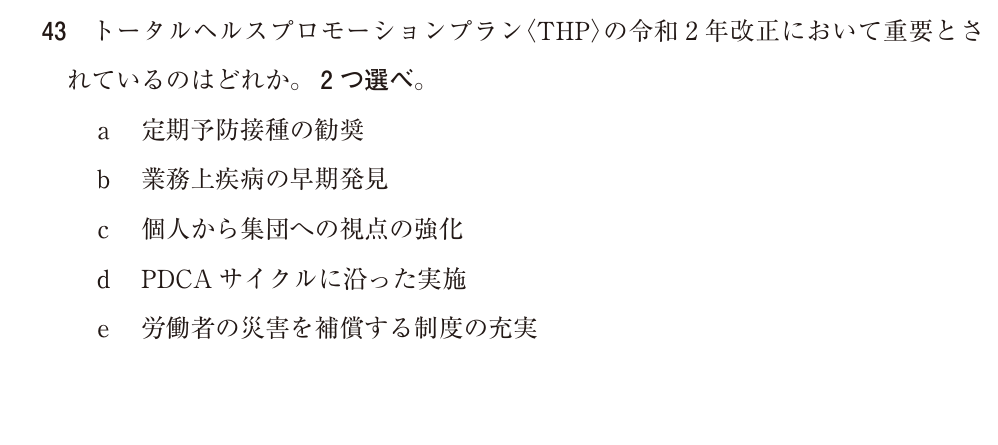 43 トータルヘルスプロモーションプラン〈THP〉の令和2年改正において重要とさ
れているのはどれか。2つ選べ。
a 定期予防接種の勧奨
b 業務上疾病の早期発見
c 個人から集団への視点の強化
d PDCAサイクルに沿った実施
e 労働者の災害を補償する制度の充実